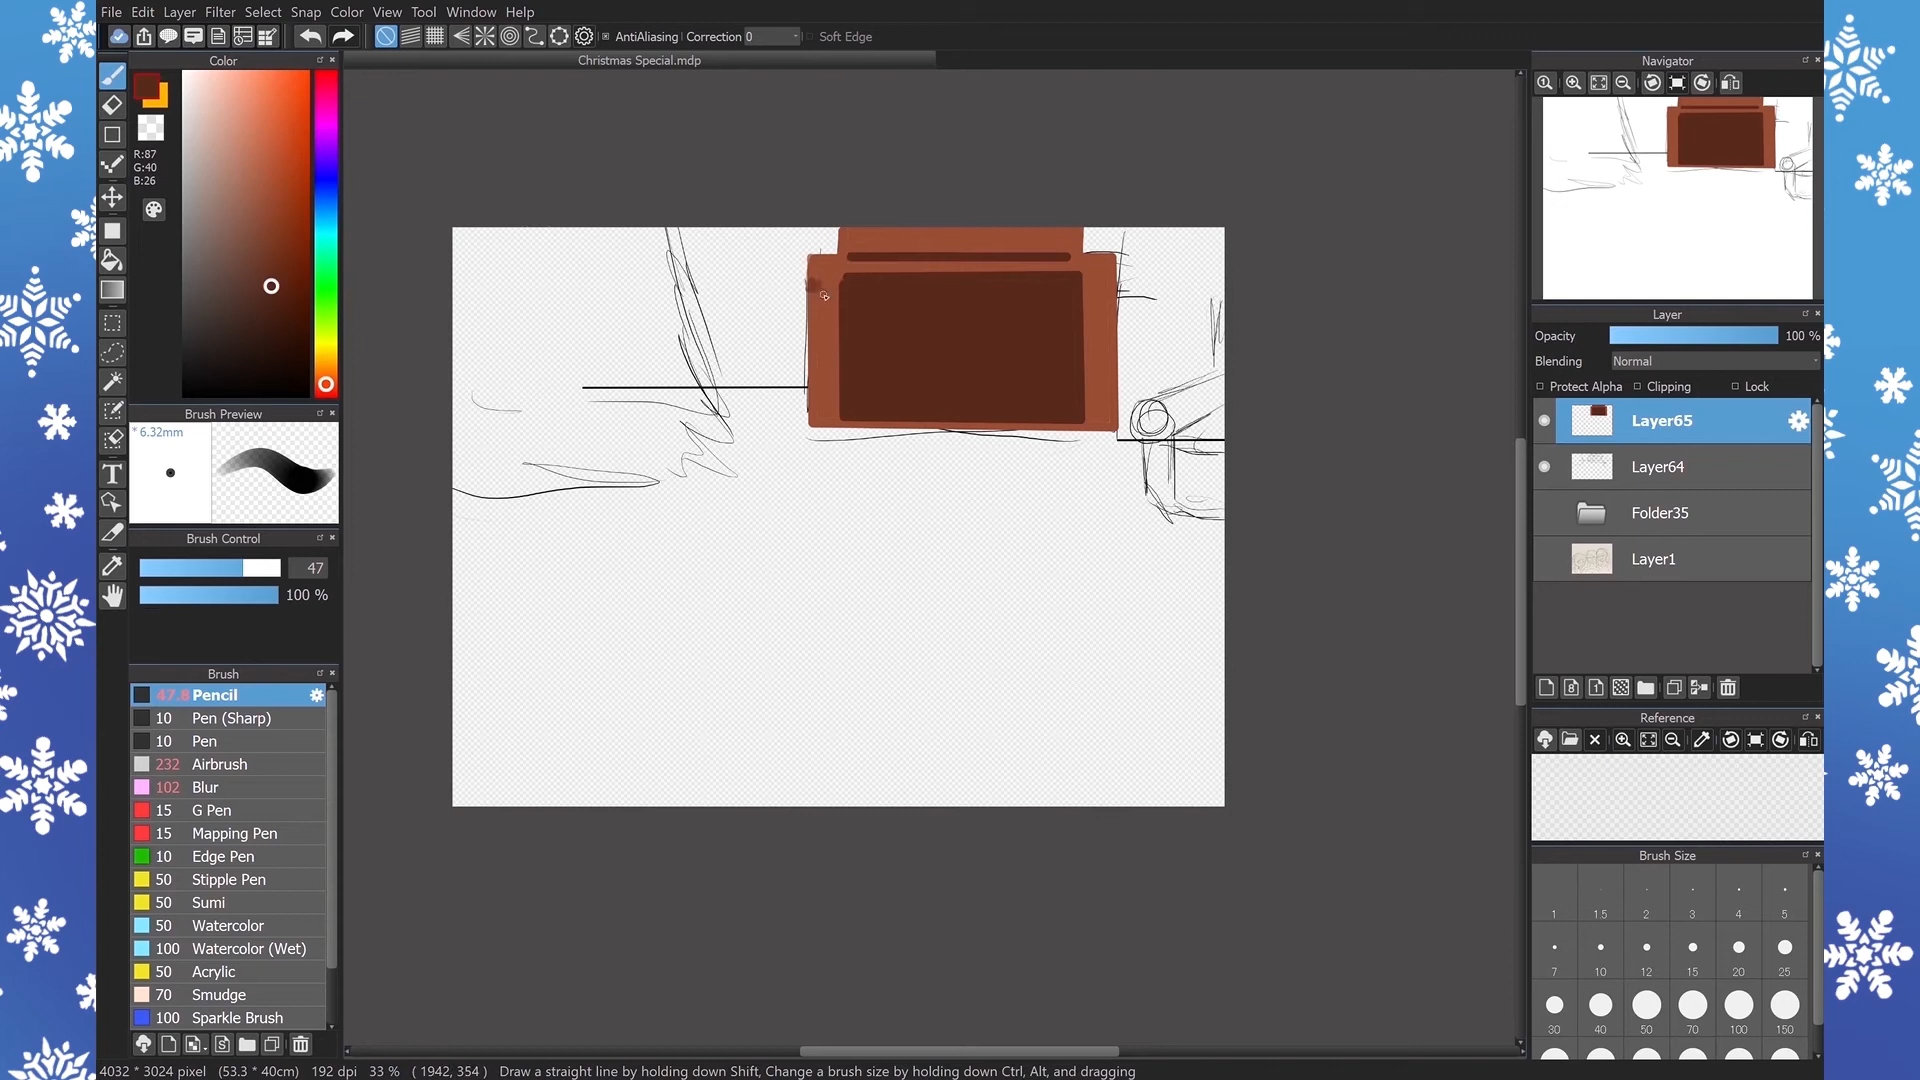 File Edit Layer Filter Select Snap Color View Tool Window Help
AntiAliasing Correction 0 Soft Edge
Color
Christmas Special.mdp
R:87
G:40
B:26
Brush Preview
* 6.32mm
Brush Control
47
100 %
Brush
47.8 Pencil
10 Pen (Sharp)
10 Pen
232 Airbrush
102 Blur
15 G Pen
15 Mapping Pen
10 Edge Pen
50 Stipple Pen
50 Sumi
50 Watercolor
100 Watercolor (Wet)
50 Acrylic
70 Smudge
100 Sparkle Brush
Navigator
Layer
Opacity 100 %
Blending Normal
Protect Alpha Clipping Lock
Layer65
Layer64
Folder35
Layer1
Reference
Brush Size
1 1.5 2 3 4 5
7 10 12 15 20 25
30 40 50 70 100 150
4032 * 3024 pixel (53.3 * 40cm) 192 dpi 33 % ( 1942, 354 ) Draw a straight line by holding down Shift, Change a brush size by holding down Ctrl, Alt, and dragging